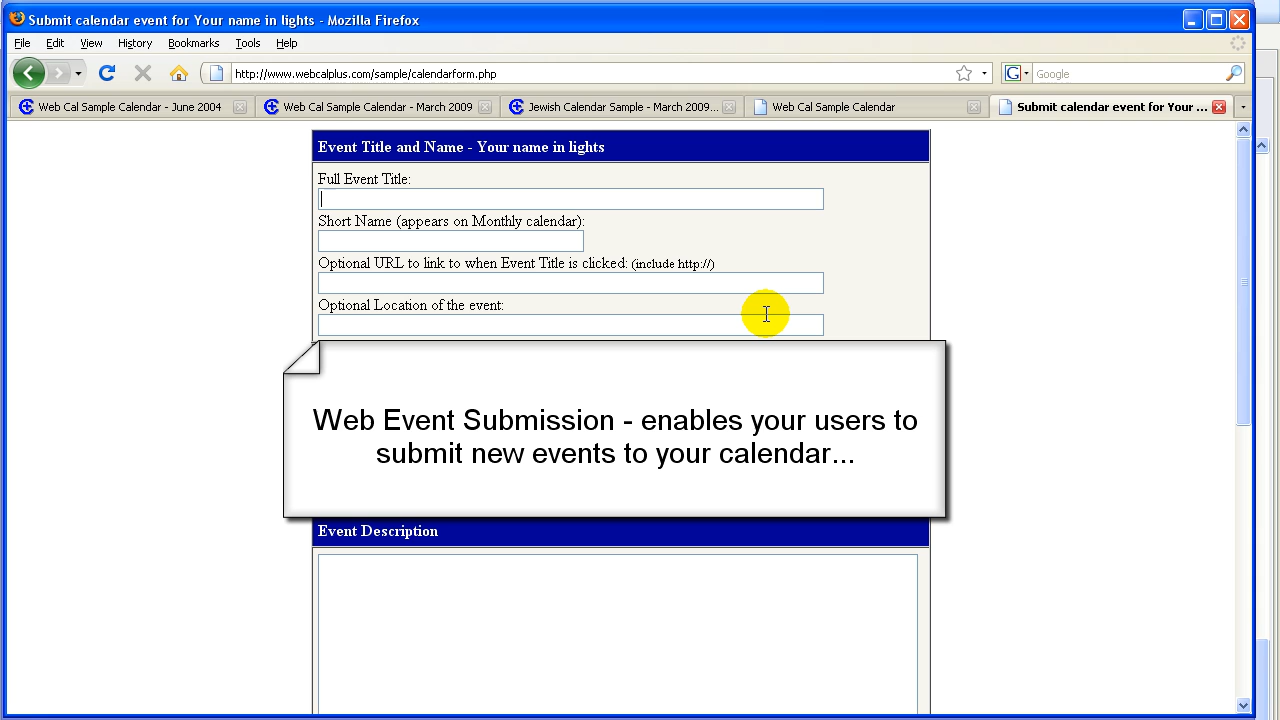 Submit calendar event for Your name in lights - Mozilla Firefox
File Edit View History Bookmarks Tools Help
http://www.webcalplus.com/sample/calendarform.php
G Google
Web Cal Sample Calendar - June 2004
Web Cal Sample Calendar - March 2009
Jewish Calendar Sample - March 2009...
Web Cal Sample Calendar
Submit calendar event for Your ...
Event Title and Name - Your name in lights
Full Event Title:
Short Name (appears on Monthly calendar):
Optional URL to link to when Event Title is clicked: (include http://)
Optional Location of the event:
Web Event Submission - enables your users to
submit new events to your calendar...
Event Description